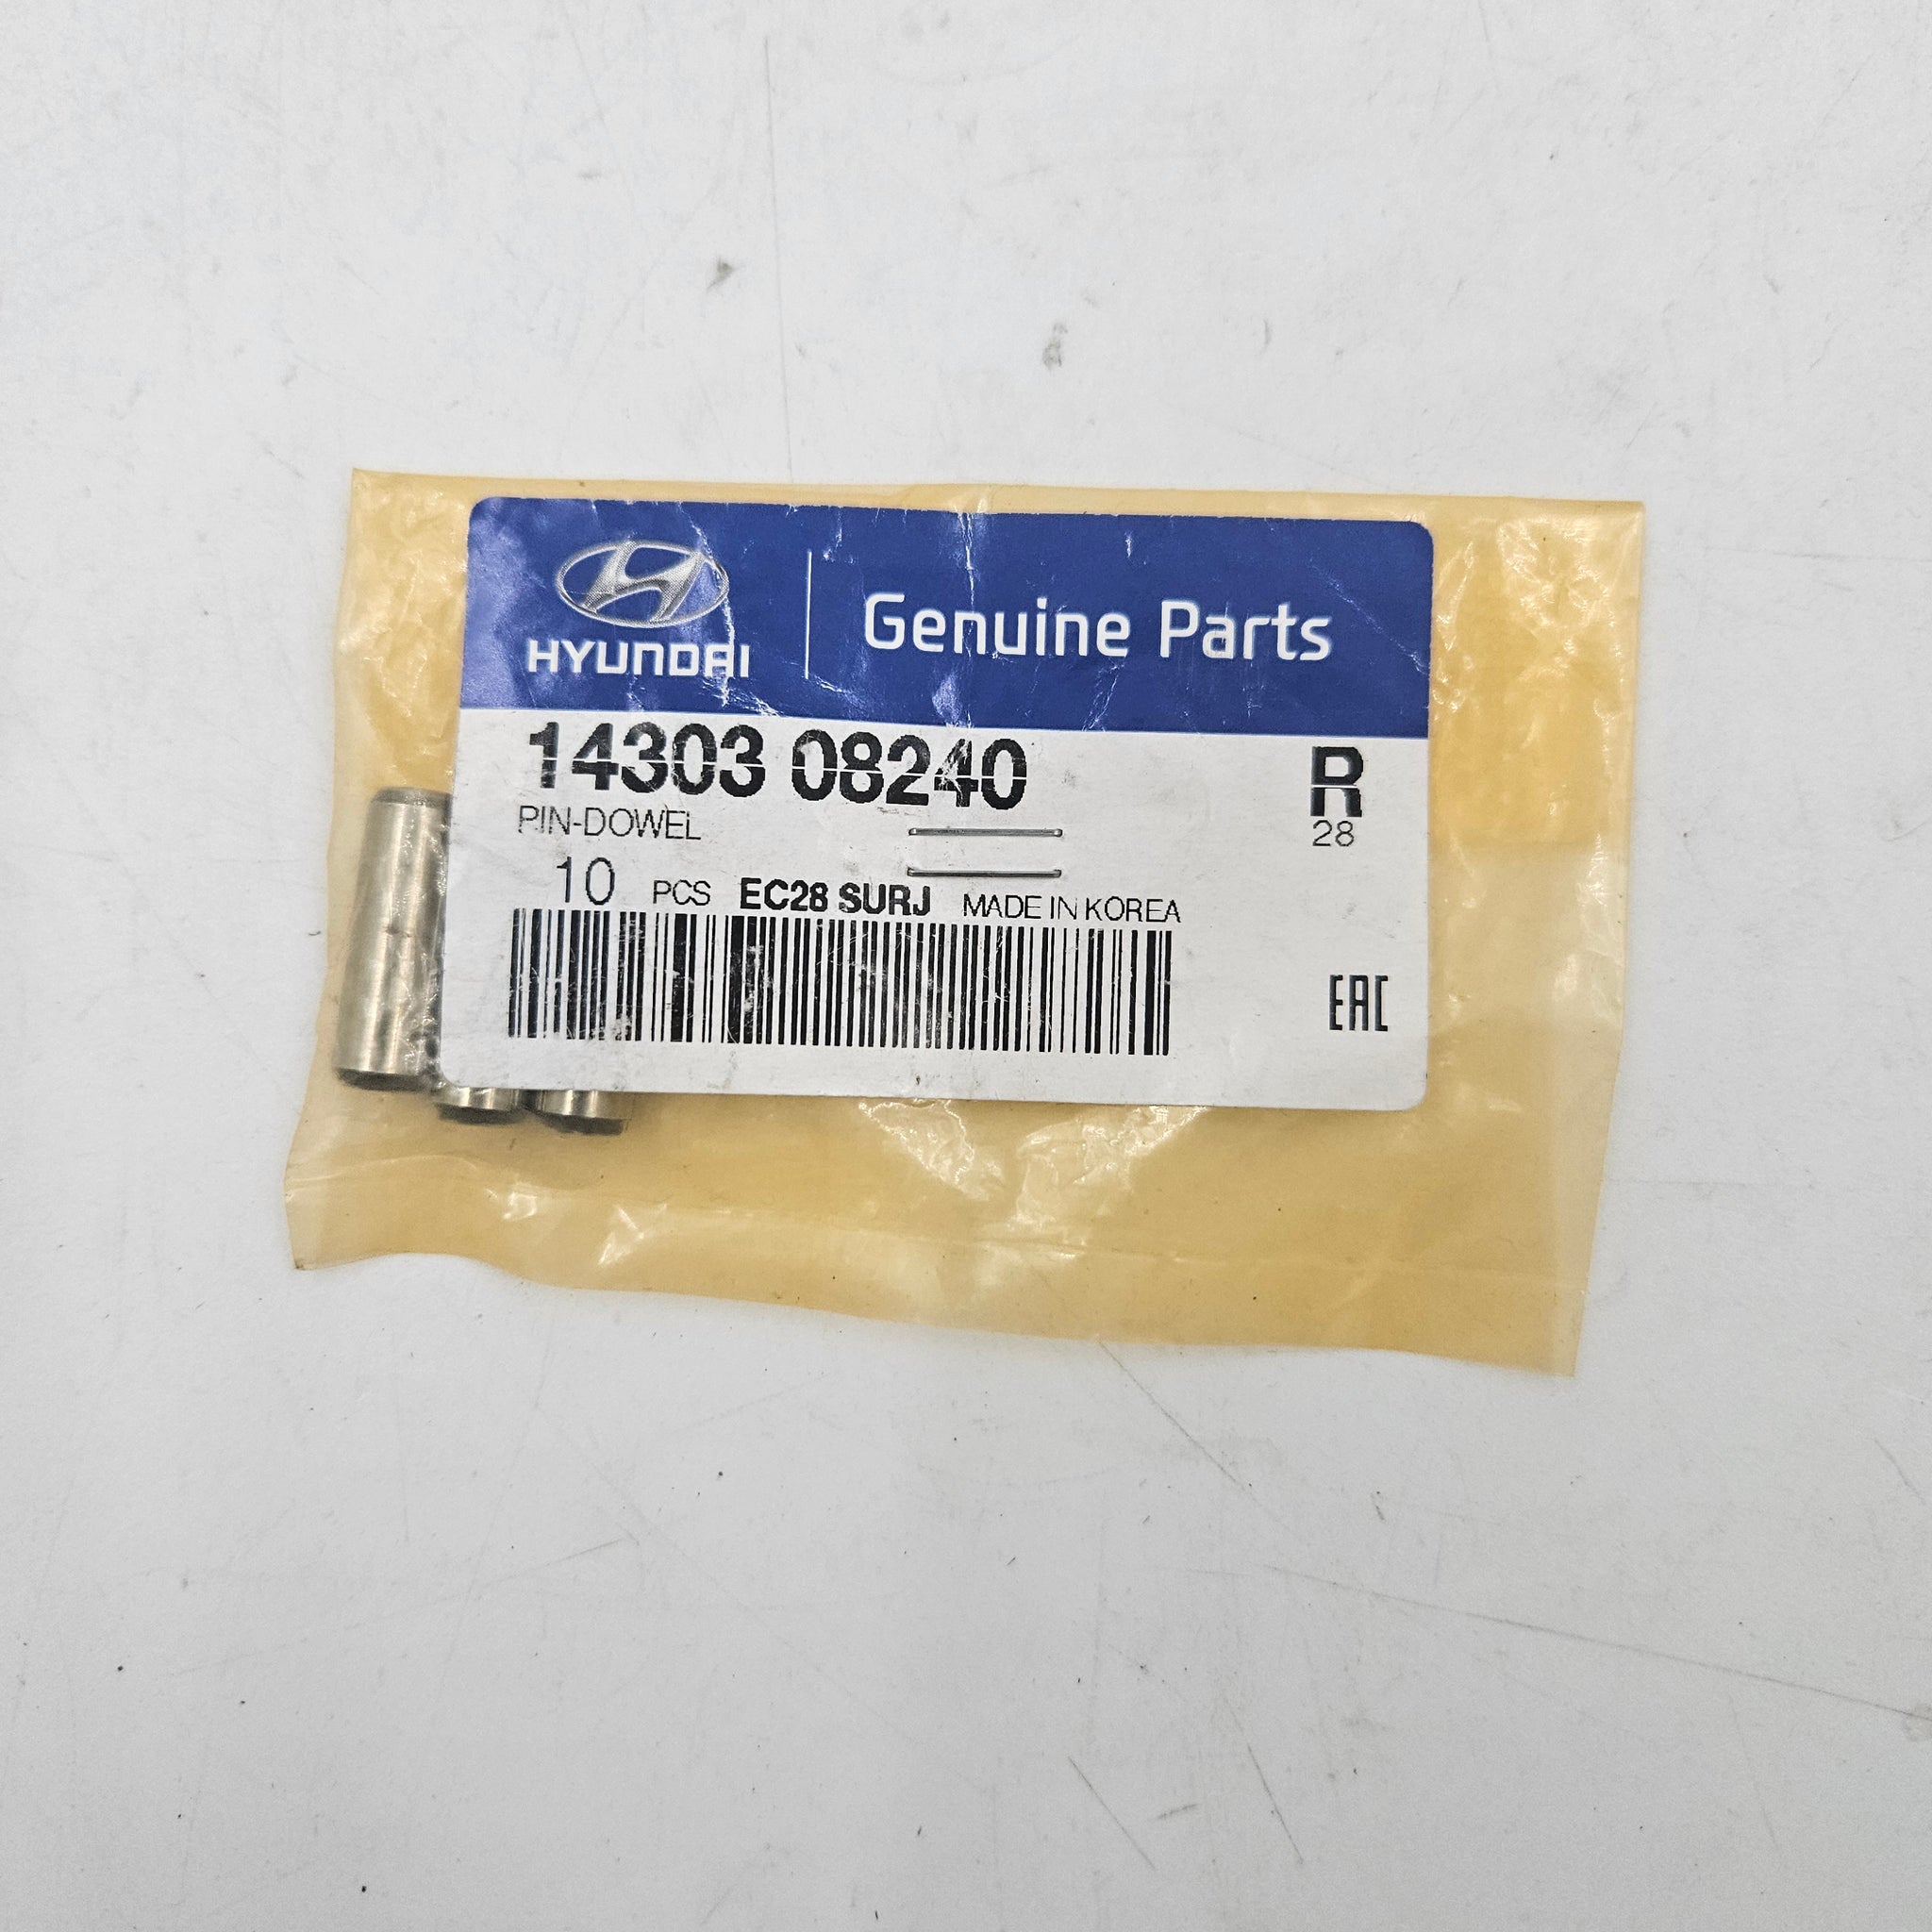 HYUNDAI
Genuine Parts
14303 08240
R
PIN-DOWEL
28
10 PCS EC28 SURJ MADE IN KOREA
EAC